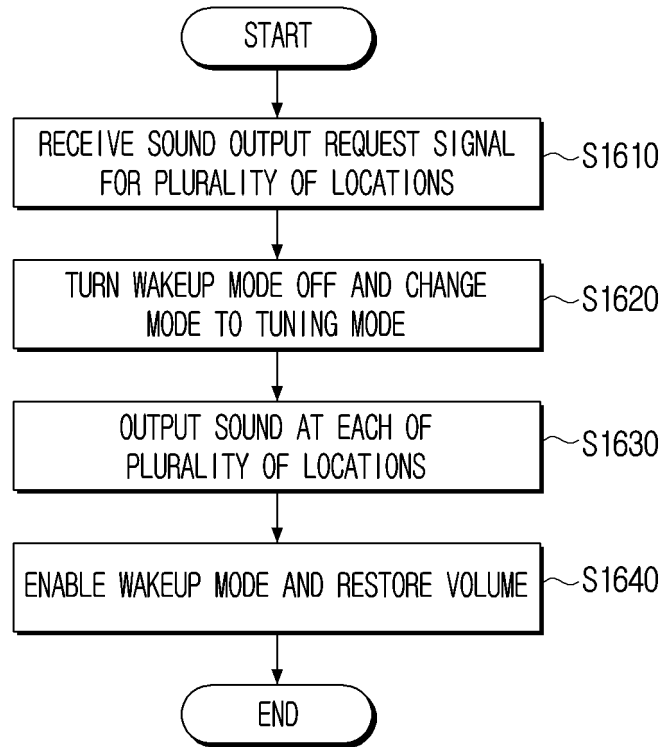 START
RECEIVE SOUND OUTPUT REQUEST SIGNAL
FOR PLURALITY OF LOCATIONS
S1610
TURN WAKEUP MODE OFF AND CHANGE
MODE TO TUNING MODE
S1620
OUTPUT SOUND AT EACH OF
PLURALITY OF LOCATIONS
S1630
ENABLE WAKEUP MODE AND RESTORE VOLUME
S1640
END